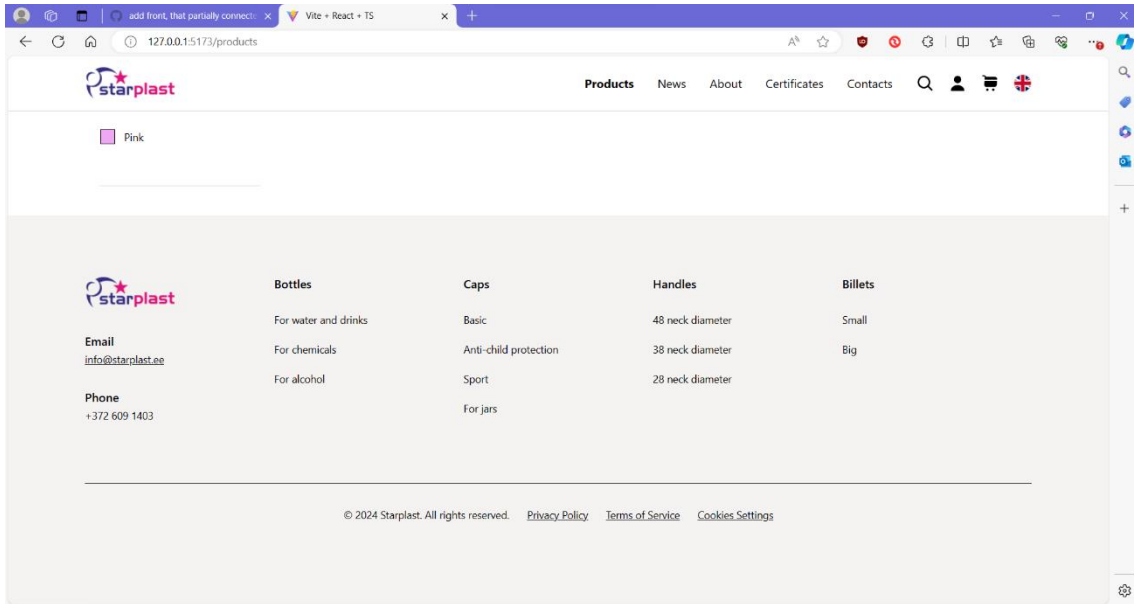 add front, that partially connects
Vite + React + TS
127.0.0.1:5173/products
starplast
Products News About Certificates Contacts
Pink
starplast
Email
info@starplast.ee
Phone
+372 609 1403
Bottles
For water and drinks
For chemicals
For alcohol
Caps
Basic
Anti-child protection
Sport
For jars
Handles
48 neck diameter
38 neck diameter
28 neck diameter
Billets
Small
Big
© 2024 Starplast. All rights reserved. Privacy Policy Terms of Service Cookies Settings